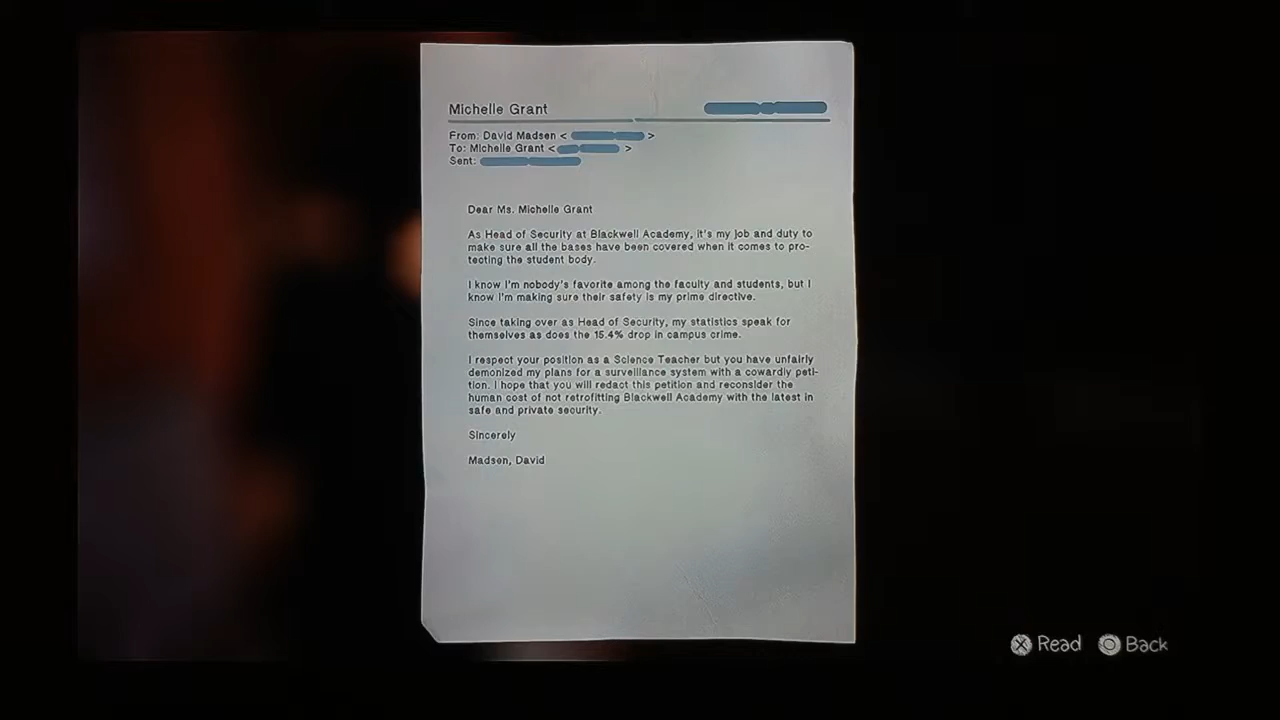 Michelle Grant
From: David Madsen < >
To: Michelle Grant < >
Sent:
Dear Ms. Michelle Grant
As Head of Security at Blackwell Academy, it's my job and duty to
make sure all the bases have been covered when it comes to pro-
tecting the student body.
I know I'm nobody's favorite among the faculty and students, but I
know I'm making sure their safety is my prime directive.
Since taking over as Head of Security, my statistics speak for
themselves as does the 15.4% drop in campus crime.
I respect your position as a Science Teacher but you have unfairly
demonized my plans for a surveillance system with a cowardly peti-
tion. I hope that you will redact this petition and reconsider the
human cost of not retrofitting Blackwell Academy with the latest in
safe and private security.
Sincerely
Madsen, David
X Read O Back